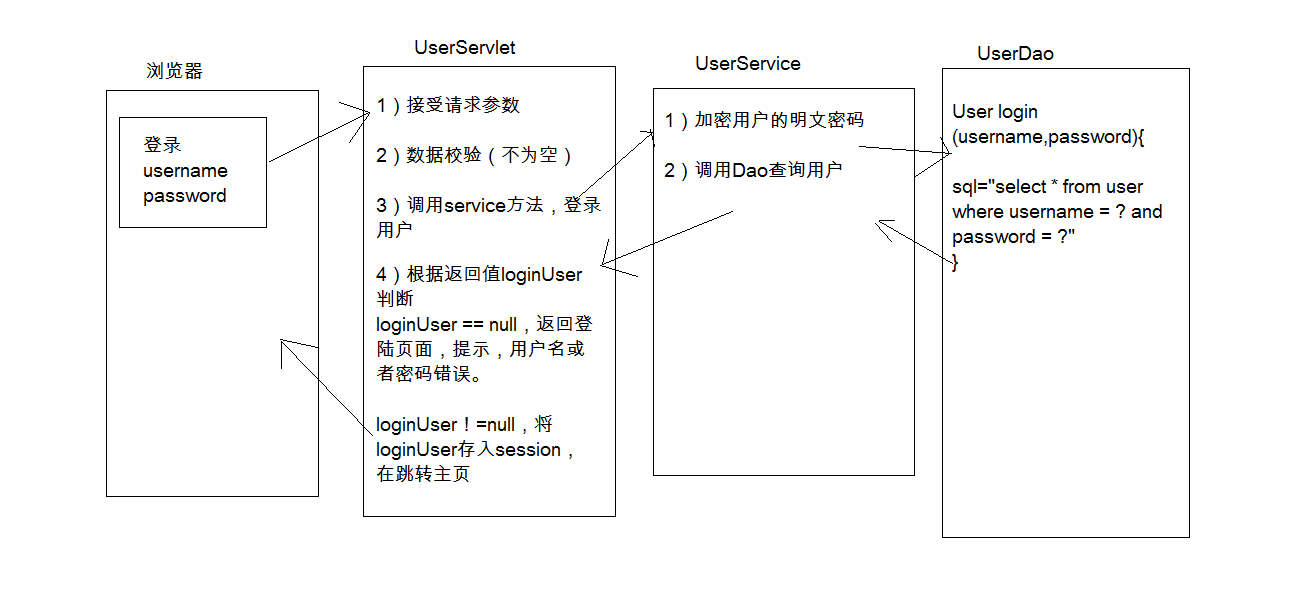 浏览器
登录
username
password
UserServlet
1）接受请求参数
2）数据校验（不为空）
3）调用service方法，登录
用户
4）根据返回值loginUser
判断
loginUser == null，返回登
陆页面，提示，用户名或
者密码错误。
loginUser！=null，将
loginUser存入session，
在跳转主页
UserService
1）加密用户的明文密码
2）调用Dao查询用户
UserDao
User login
(username,password){
sql="select * from user
where username = ? and
password = ?"
}